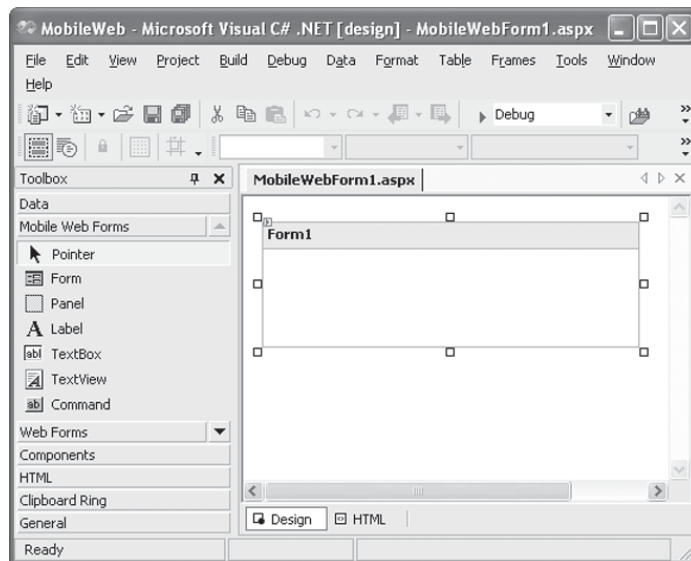 MobileWeb - Microsoft Visual C# .NET [design] - MobileWebForm1.aspx
File Edit View Project Build Debug Data Format Table Frames Tools Window
Help
Debug
Toolbox
MobileWebForm1.aspx
Data
Mobile Web Forms
Pointer
Form
Panel
A Label
abl TextBox
TextView
ab Command
Web Forms
Components
HTML
Clipboard Ring
General
Form1
Design HTML
Ready